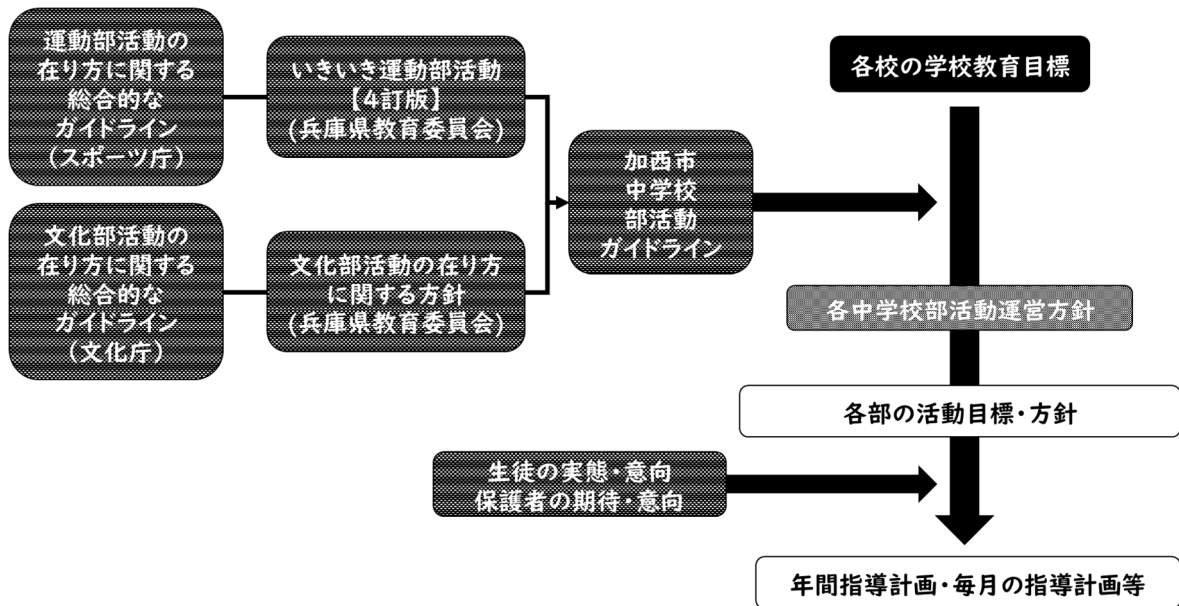 運動部活動の
在り方に関する
総合的な
ガイドライン
(スポーツ庁)
いきいき運動部活動
【4訂版】
(兵庫県教育委員会)
文化部活動の
在り方に関する
総合的な
ガイドライン
(文化庁)
文化部活動の在り方
に関する方針
(兵庫県教育委員会)
加西市
中学校
部活動
ガイドライン
各校の学校教育目標
各中学校部活動運営方針
各部の活動目標・方針
生徒の実態・意向
保護者の期待・意向
年間指導計画・毎月の指導計画等